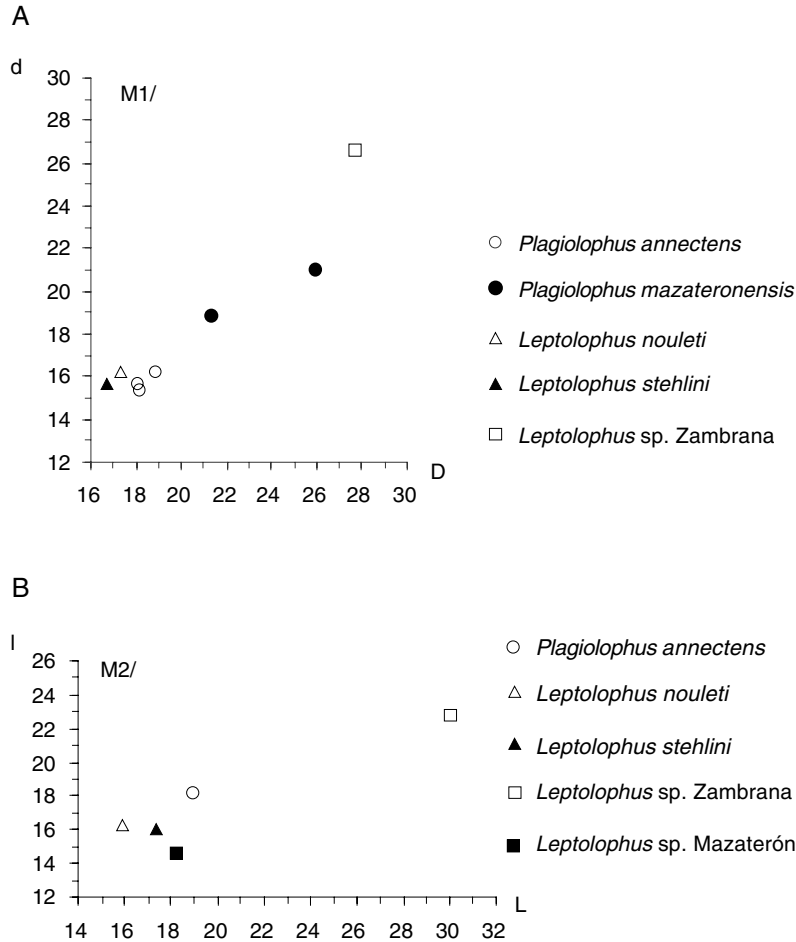 A
d
M1/
30
28
26
24
22
20
18
16
14
12
16 18 20 22 24 26 28 30
D
Plagiolophus annectens
Plagiolophus mazateronensis
Leptolophus nouleti
Leptolophus stehlini
Leptolophus sp. Zambrana
B
l
M2/
26
24
22
20
18
16
14
12
14 16 18 20 22 24 26 28 30 32
L
Plagiolophus annectens
Leptolophus nouleti
Leptolophus stehlini
Leptolophus sp. Zambrana
Leptolophus sp. Mazaterón